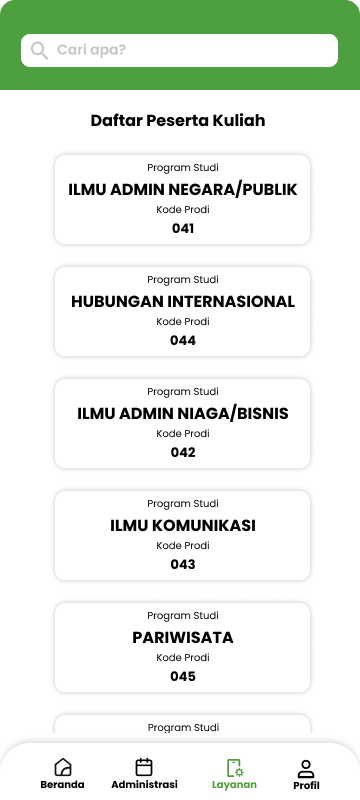 Cari apa?
Daftar Peserta Kuliah
Program Studi
ILMU ADMIN NEGARA/PUBLIK
Kode Prodi
041
Program Studi
HUBUNGAN INTERNASIONAL
Kode Prodi
044
Program Studi
ILMU ADMIN NIAGA/BISNIS
Kode Prodi
042
Program Studi
ILMU KOMUNIKASI
Kode Prodi
043
Program Studi
PARIWISATA
Kode Prodi
045
Program Studi
Beranda Administrasi Layanan Profil